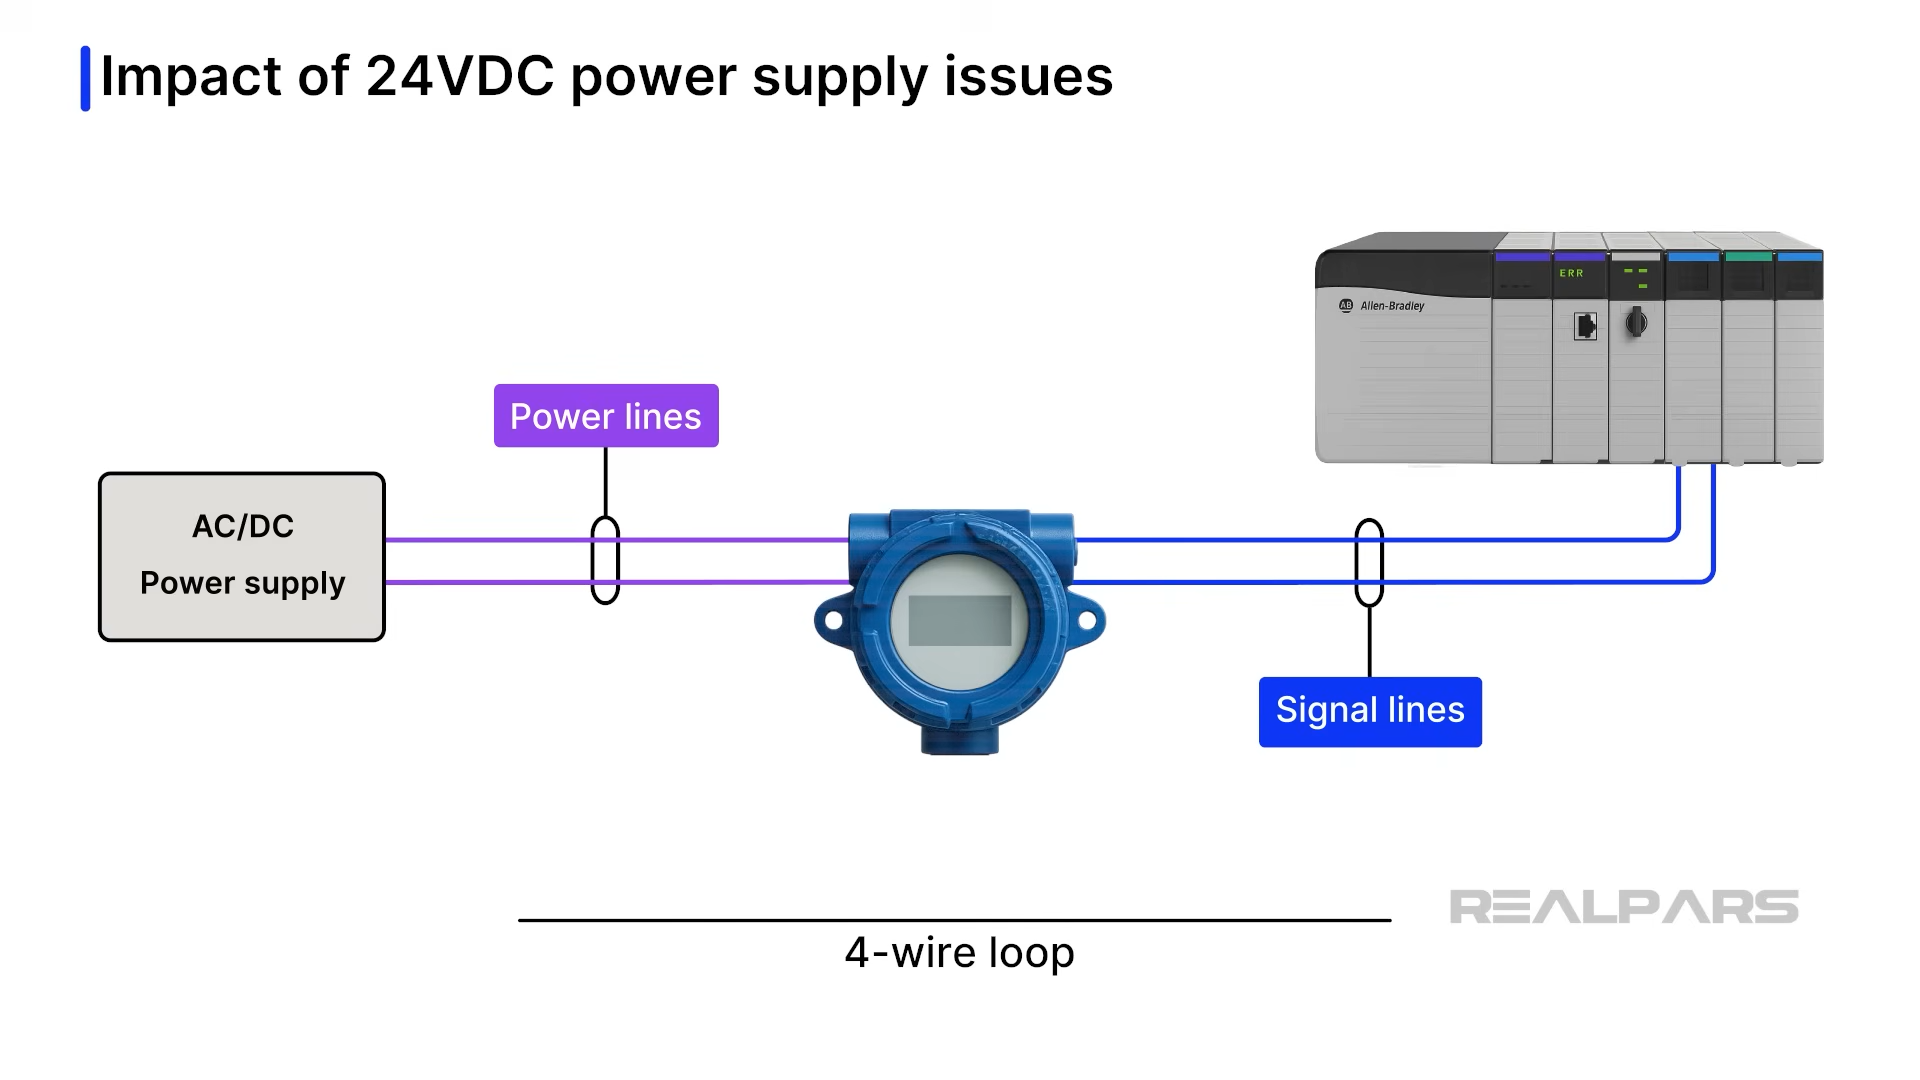 Impact of 24VDC power supply issues
ERR
AB Allen-Bradley
Power lines
AC/DC
Power supply
Signal lines
REALPARS
4-wire loop